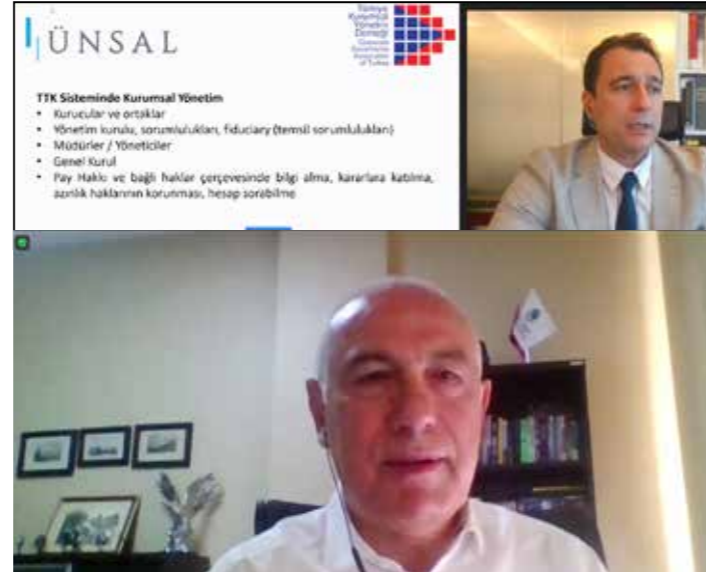 ÜNSAL
Türkiye
Kurumsal
Yönetim
Derneği
Corporate
Governance
Association
of Turkey
TTK Sisteminde Kurumsal Yönetim
• Kurucular ve ortaklar
• Yönetim kurulu, sorumlulukları, fiduciary (temsil sorumlulukları)
• Müdürler / Yöneticiler
• Genel Kurul
• Pay Hakkı ve bağlı haklar çerçevesinde bilgi alma, kararlara katılma,
azınlık haklarının korunması, hesap sorabilme